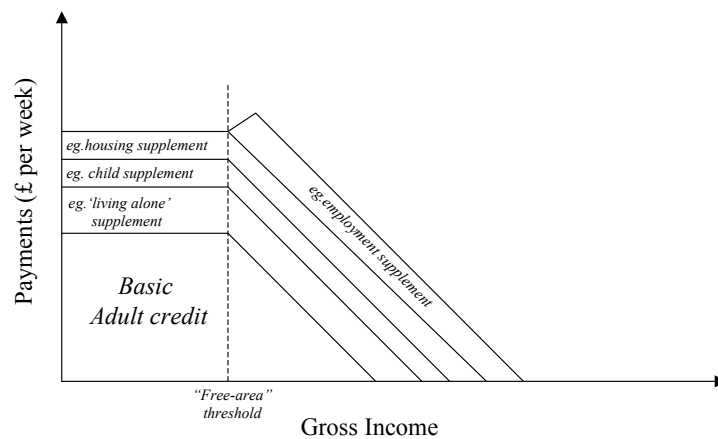 Payments (£ per week)
eg.housing supplement
eg. child supplement
eg.‘living alone’
supplement
Basic
Adult credit
eg.employment supplement
“Free-area”
threshold
Gross Income